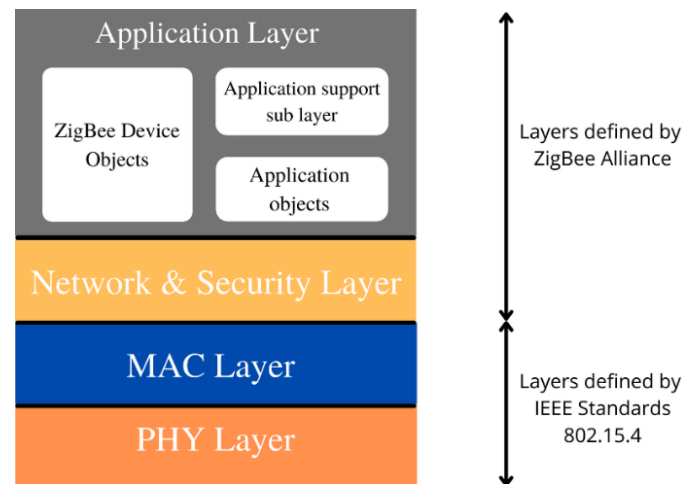 Application Layer
ZigBee Device
Objects
Application support
sub layer
Application
objects
Network & Security Layer
MAC Layer
PHY Layer
Layers defined by
ZigBee Alliance
Layers defined by
IEEE Standards
802.15.4